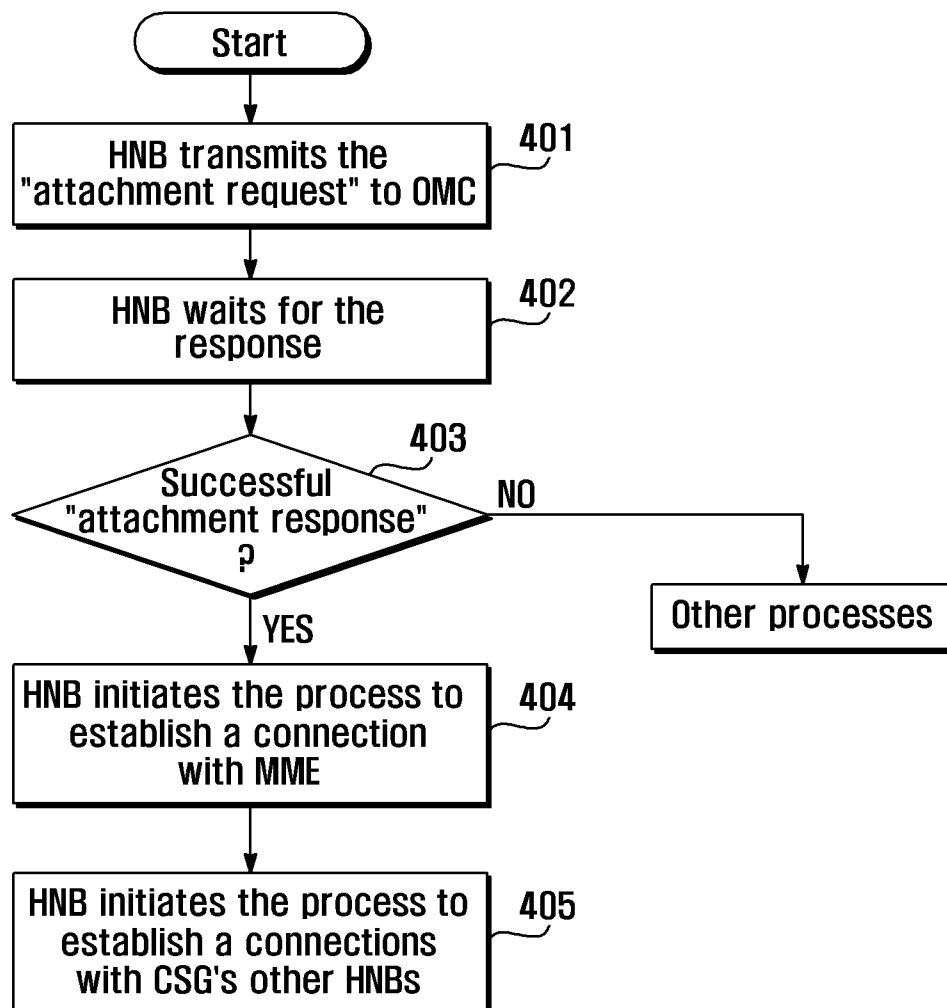 Start
HNB transmits the
"attachment request" to OMC
401
HNB waits for the
response
402
Successful
"attachment response"
?
403
NO
Other processes
YES
HNB initiates the process to
establish a connection
with MME
404
HNB initiates the process to
establish a connections
with CSG's other HNBs
405